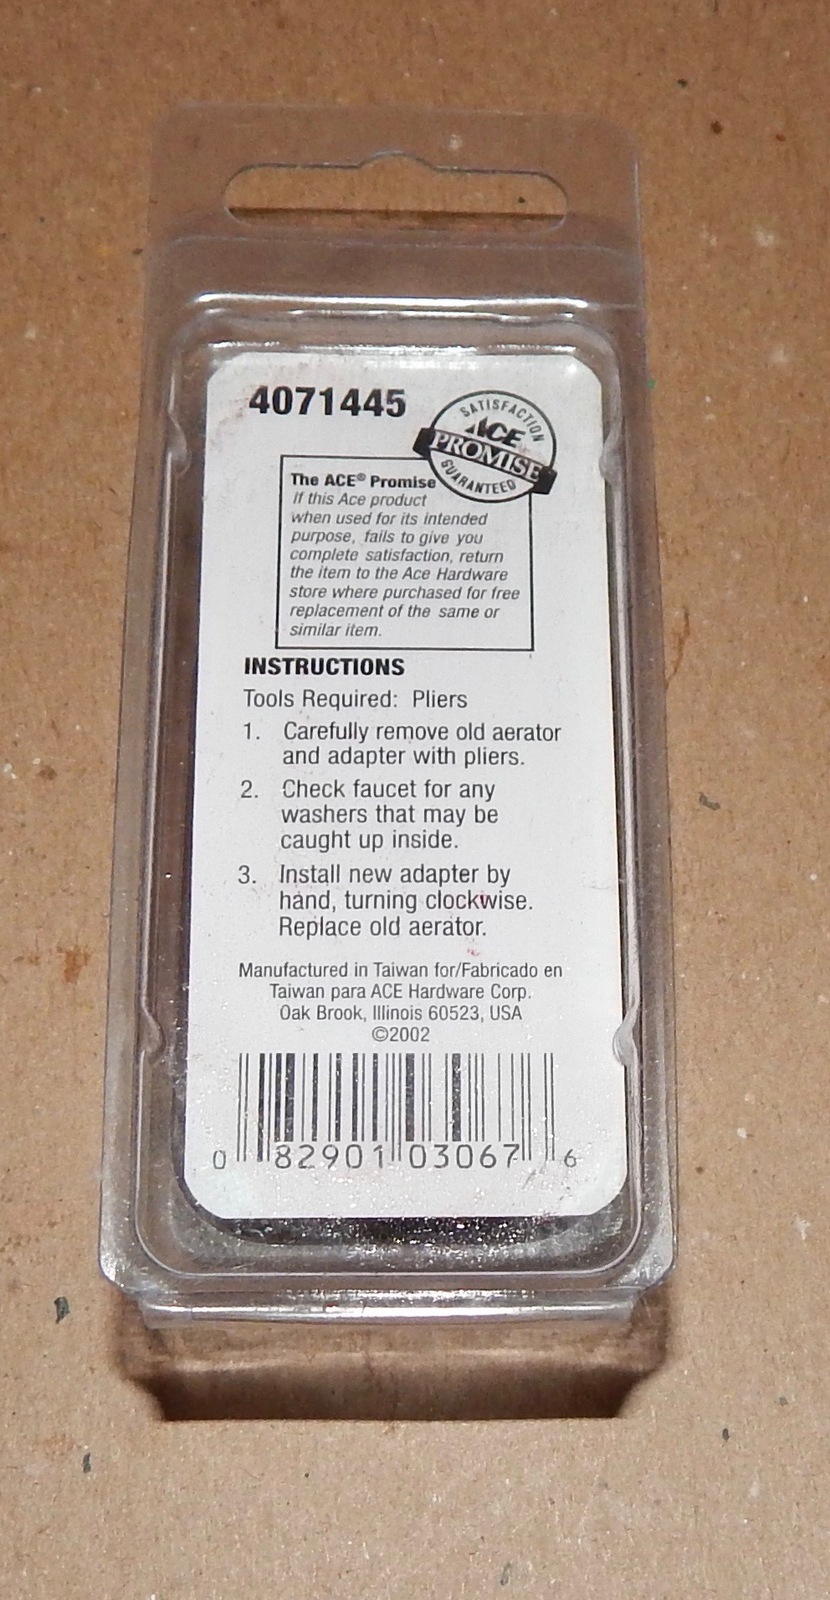 4071445
SATISFACTION
ACE
PROMISE
GUARANTEED
The ACE® Promise
If this Ace product
when used for its intended
purpose, fails to give you
complete satisfaction, return
the item to the Ace Hardware
store where purchased for free
replacement of the same or
similar item.
INSTRUCTIONS
Tools Required: Pliers
1. Carefully remove old aerator
and adapter with pliers.
2. Check faucet for any
washers that may be
caught up inside.
3. Install new adapter by
hand, turning clockwise.
Replace old aerator.
Manufactured in Taiwan for/Fabricado en
Taiwan para ACE Hardware Corp.
Oak Brook, Illinois 60523, USA
©2002
0 82901 03067 6